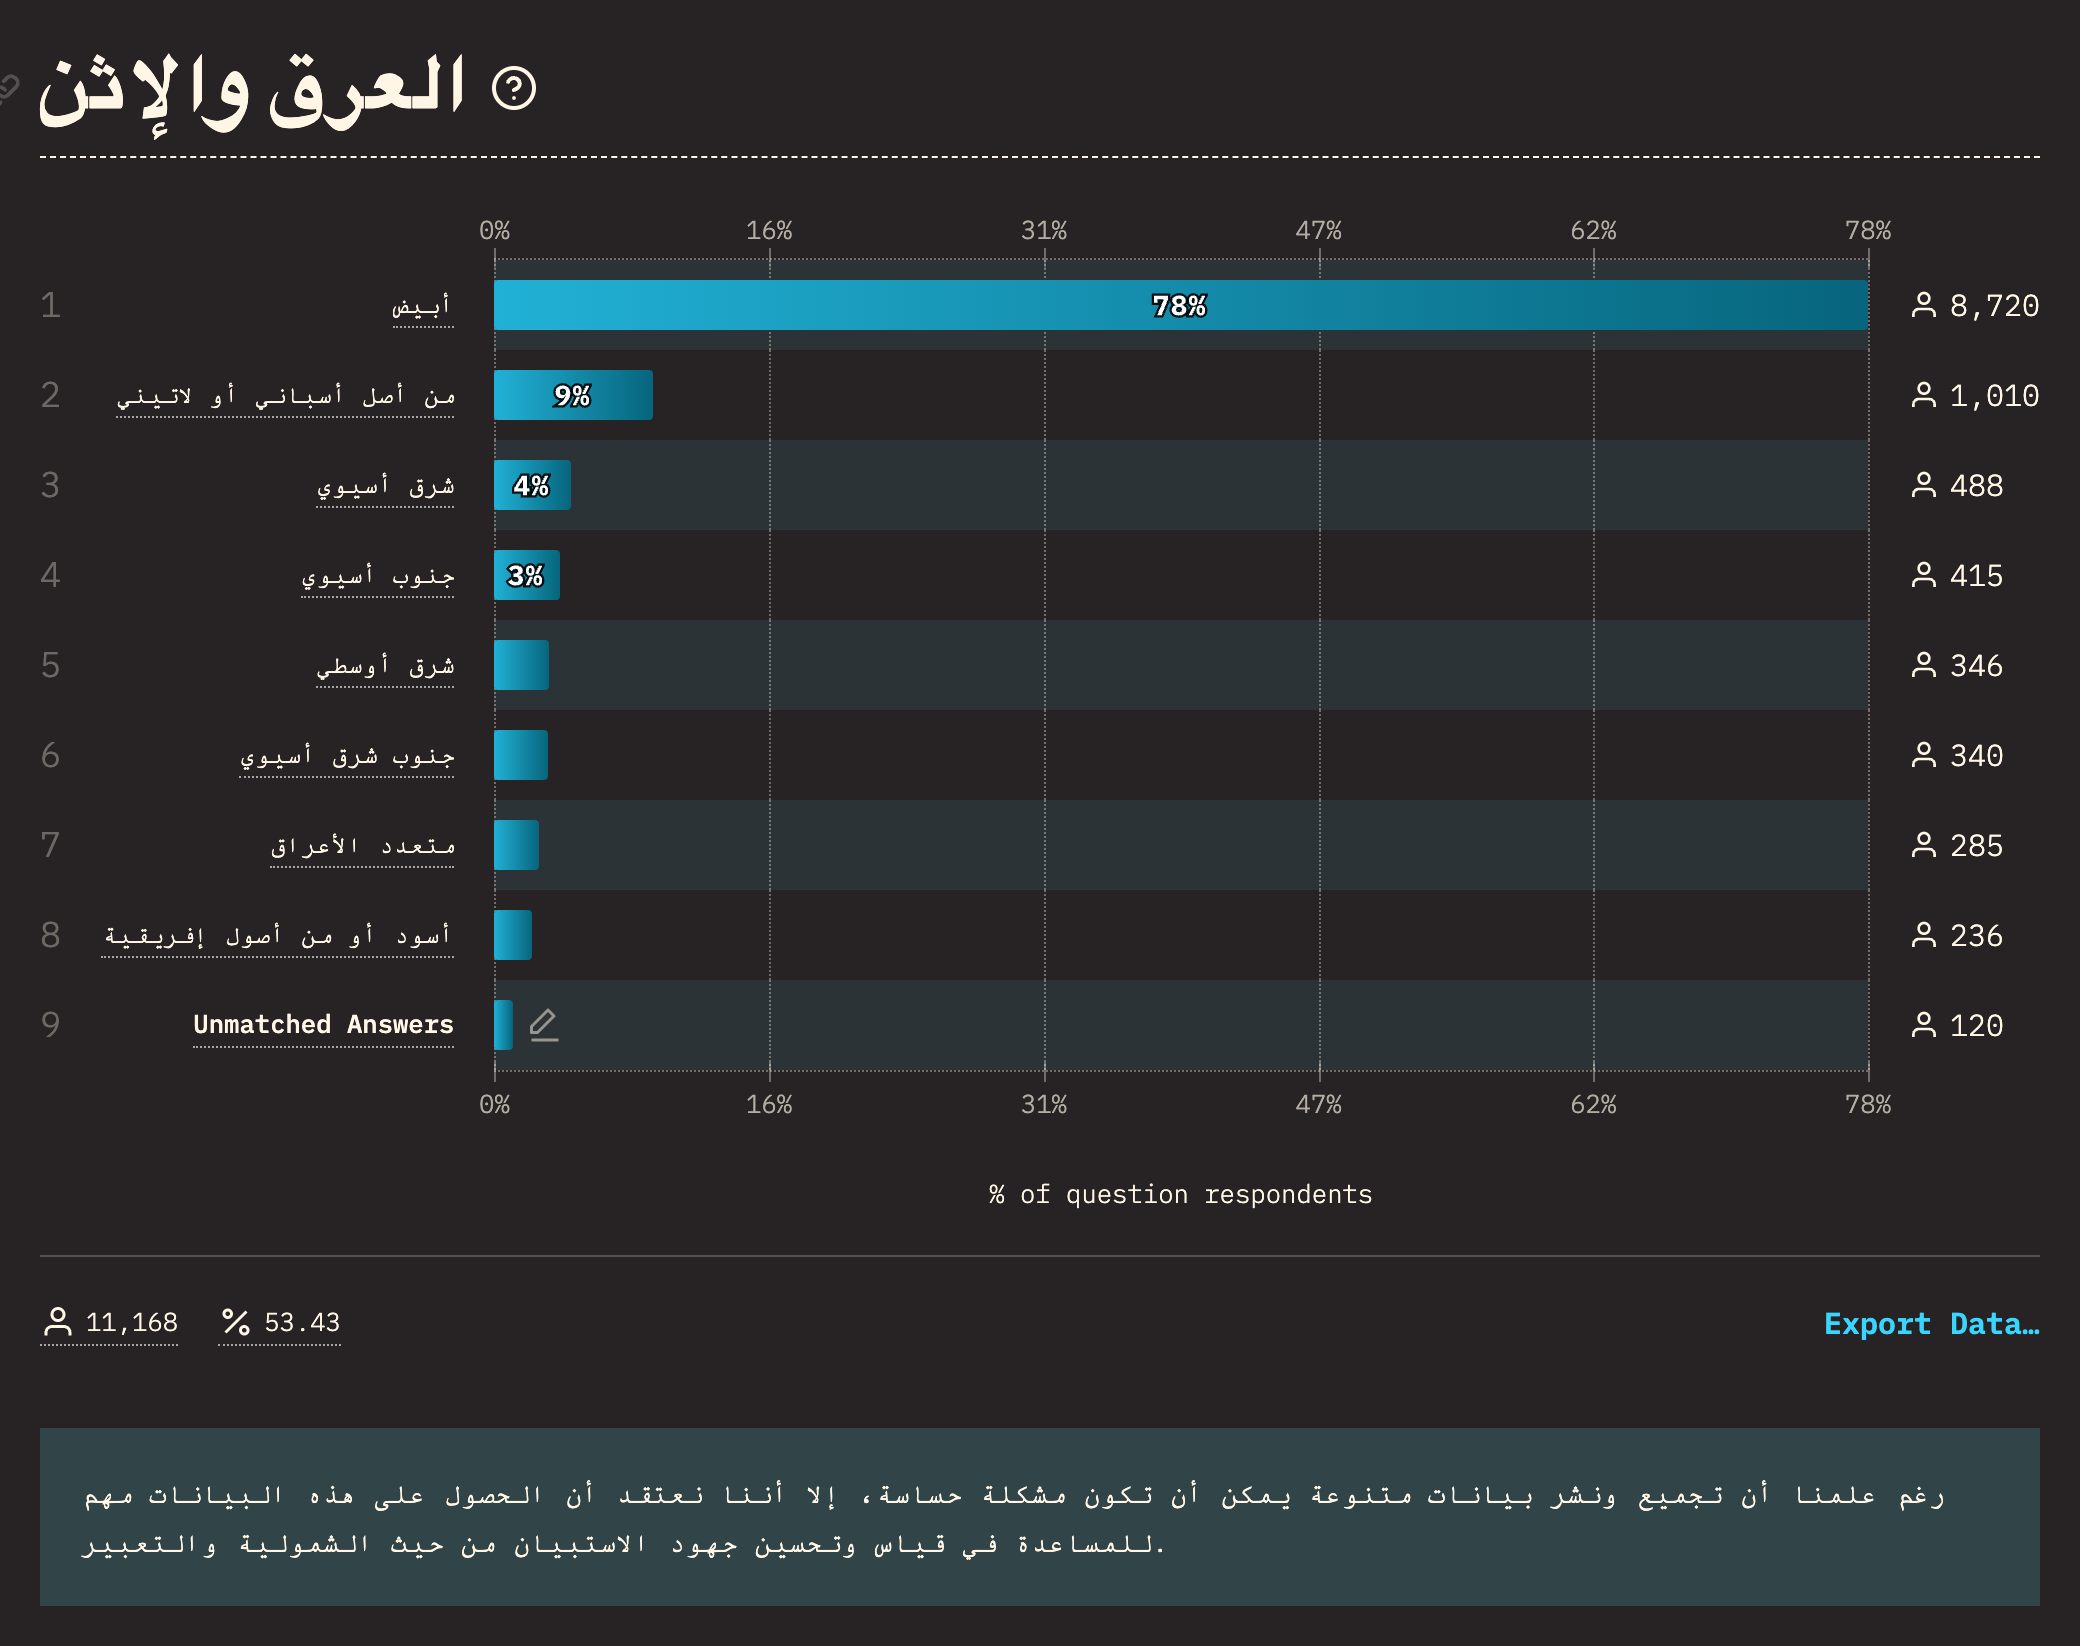 العرق والإثن
0% 16% 31% 47% 62% 78%
1 أبيض 78% 8,720
2 من أصل أسباني أو لاتيني 9% 1,010
3 شرق أسيوي 4% 488
4 جنوب أسيوي 3% 415
5 شرق أوسطي 346
6 جنوب شرق أسيوي 340
7 متعدد الأعراق 285
8 أسود أو من أصول إفريقية 236
9 Unmatched Answers 120
0% 16% 31% 47% 62% 78%
% of question respondents
11,168 % 53.43 Export Data…
رغم علمنا أن تجميع ونشر بيانات متنوعة يمكن أن تكون مشكلة حساسة، إلا أننا نعتقد أن الحصول على هذه البيانات مهم
للمساعدة في قياس وتحسين جهود الاستبيان من حيث الشمولية والتعبير.